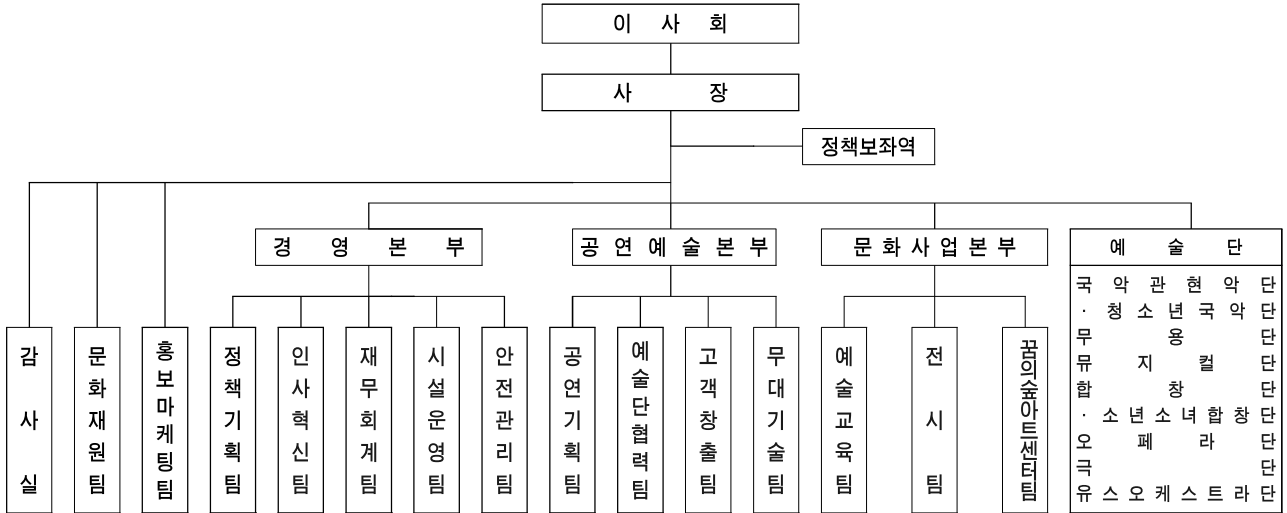 이 사 회
사 장
정책보좌역
경 영 본 부
공 연 예 술 본 부
문 화 사 업 본 부
예 술 단
국 악 관 현 악 단
· 청 소 년 국 악 단
무 용 단
뮤 지 컬 단
합 창 단
· 소 년 소 녀 합 창 단
오 페 라 단
극 단
유 스 오 케 스 트 라 단
감사실
문화재원팀
홍보마케팅팀
정책기획팀
인사혁신팀
재무회계팀
시설운영팀
안전관리팀
공연기획팀
예술단협력팀
고객창출팀
무대기술팀
예술교육팀
전시팀
꿈의숲아트센터팀